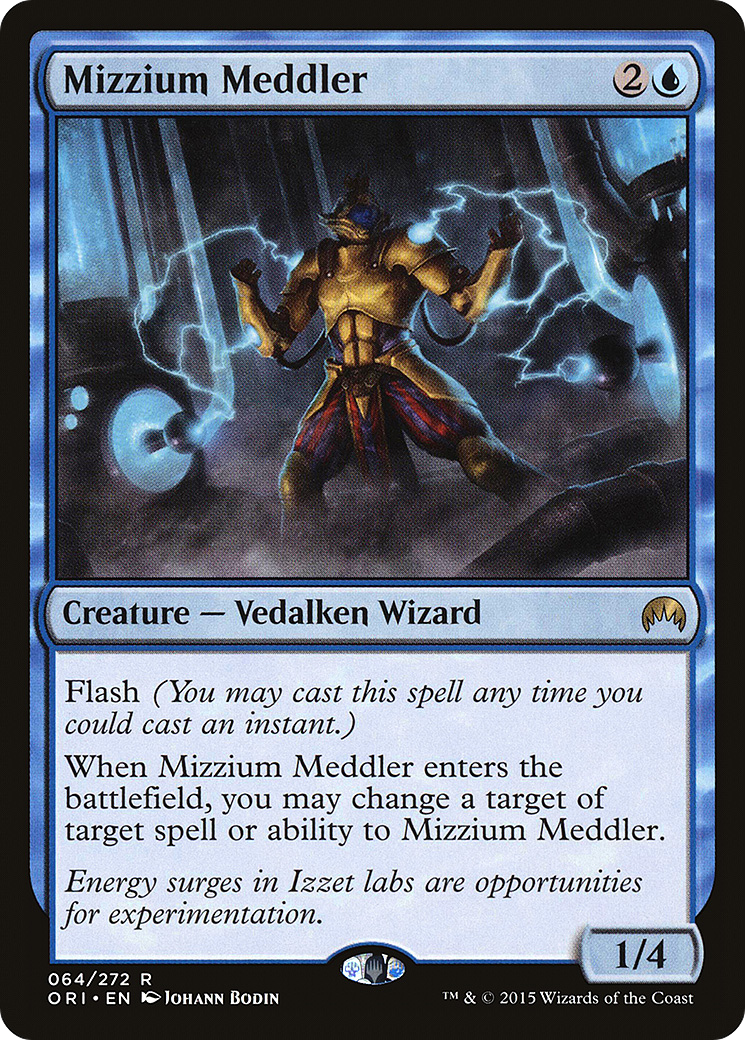 Mizzium Meddler 2
Creature — Vedalken Wizard
Flash (You may cast this spell any time you
could cast an instant.)
When Mizzium Meddler enters the
battlefield, you may change a target of
target spell or ability to Mizzium Meddler.
Energy surges in Izzet labs are opportunities
for experimentation.
1/4
064/272 R
ORI • EN Johann Bodin
™ & © 2015 Wizards of the Coast